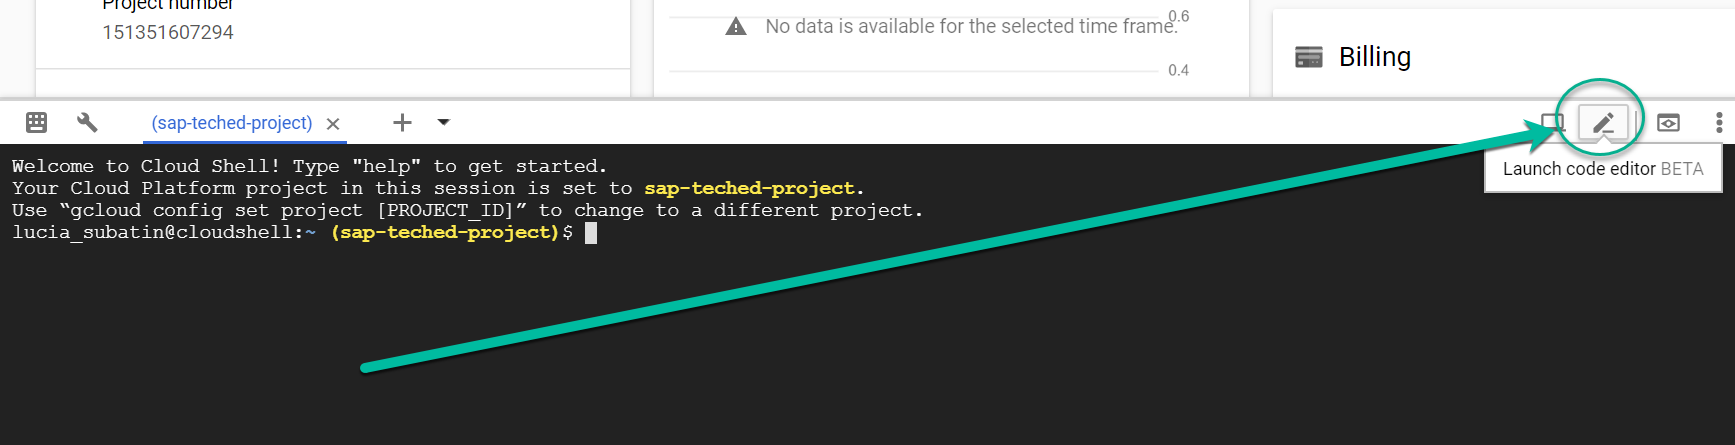 Project number
151351607294
No data is available for the selected time frame.
0.6
0.4
Billing
(sap-teched-project)
Launch code editor BETA
Welcome to Cloud Shell! Type "help" to get started.
Your Cloud Platform project in this session is set to sap-teched-project.
Use “gcloud config set project [PROJECT_ID]” to change to a different project.
lucia_subatin@cloudshell:~ (sap-teched-project)$